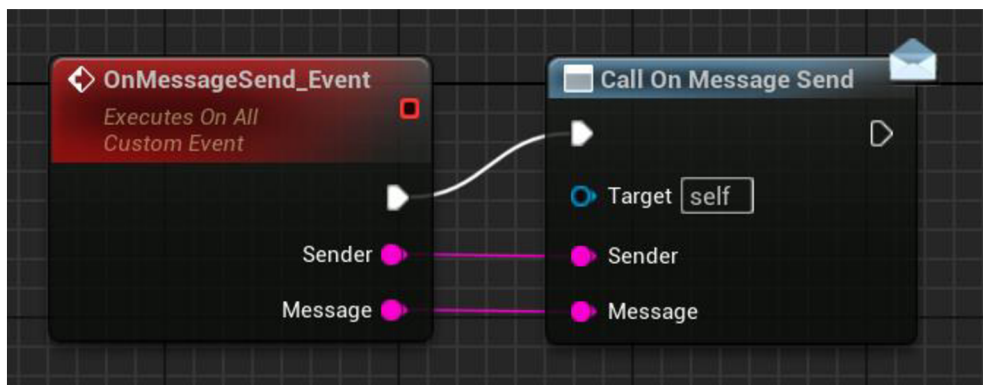 OnMessageSend_Event
Executes On All
Custom Event
Sender
Message
Call On Message Send
Target self
Sender
Message